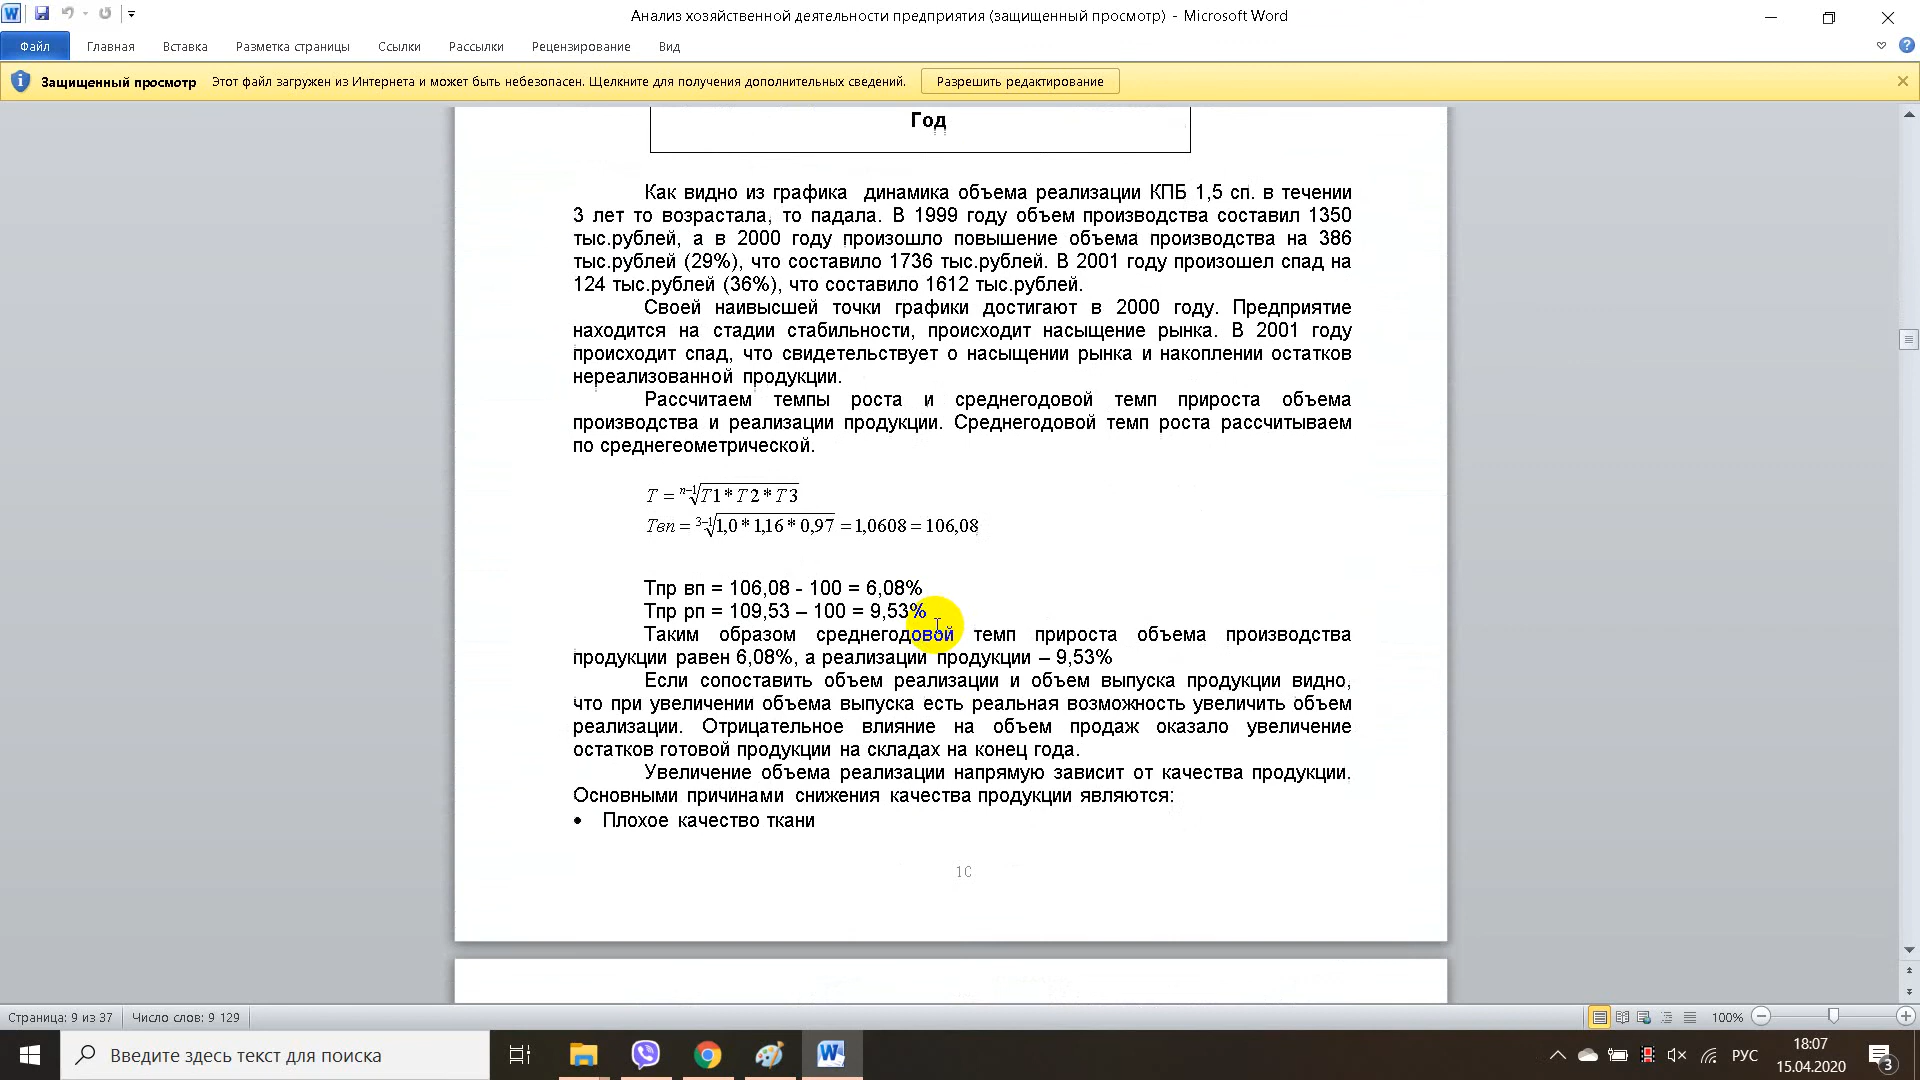 Анализ хозяйственной деятельности предприятия (защищенный просмотр) - Microsoft Word
Файл Главная Вставка Разметка страницы Ссылки Рассылки Рецензирование Вид
Защищенный просмотр Этот файл загружен из Интернета и может быть небезопасен. Щелкните для получения дополнительных сведений. Разрешить редактирование
Год
Как видно из графика динамика объема реализации КПБ 1,5 сп. в течении
3 лет то возрастала, то падала. В 1999 году объем производства составил 1350
тыс.рублей, а в 2000 году произошло повышение объема производства на 386
тыс.рублей (29%), что составило 1736 тыс.рублей. В 2001 году произошел спад на
124 тыс.рублей (36%), что составило 1612 тыс.рублей.
Своей наивысшей точки графики достигают в 2000 году. Предприятие
находится на стадии стабильности, происходит насыщение рынка. В 2001 году
происходит спад, что свидетельствует о насыщении рынка и накоплении остатков
нереализованной продукции.
Рассчитаем темпы роста и среднегодовой темп прироста объема
производства и реализации продукции. Среднегодовой темп роста рассчитываем
по среднегеометрической.
T = n-1√T1*T2*T3
Tвп = 3-1√1,0*1,16*0,97 = 1,0608 = 106,08
Тпр вп = 106,08 - 100 = 6,08%
Тпр рп = 109,53 – 100 = 9,53%
Таким образом среднегодовой темп прироста объема производства
продукции равен 6,08%, а реализации продукции – 9,53%
Если сопоставить объем реализации и объем выпуска продукции видно,
что при увеличении объема выпуска есть реальная возможность увеличить объем
реализации. Отрицательное влияние на объем продаж оказало увеличение
остатков готовой продукции на складах на конец года.
Увеличение объема реализации напрямую зависит от качества продукции.
Основными причинами снижения качества продукции являются:
• Плохое качество ткани
10
Страница: 9 из 37 Число слов: 9 129 100%
Введите здесь текст для поиска
РУС
18:07
15.04.2020
3